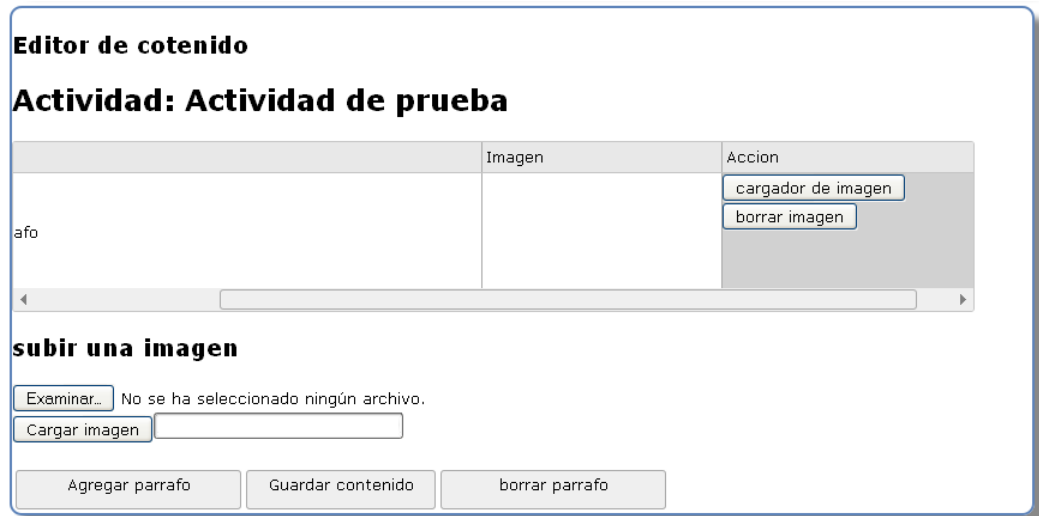 Editor de cotenido
Actividad: Actividad de prueba
Imagen Accion
cargador de imagen
borrar imagen
afo
subir una imagen
Examinar... No se ha seleccionado ningún archivo.
Cargar imagen
Agregar parrafo Guardar contenido borrar parrafo